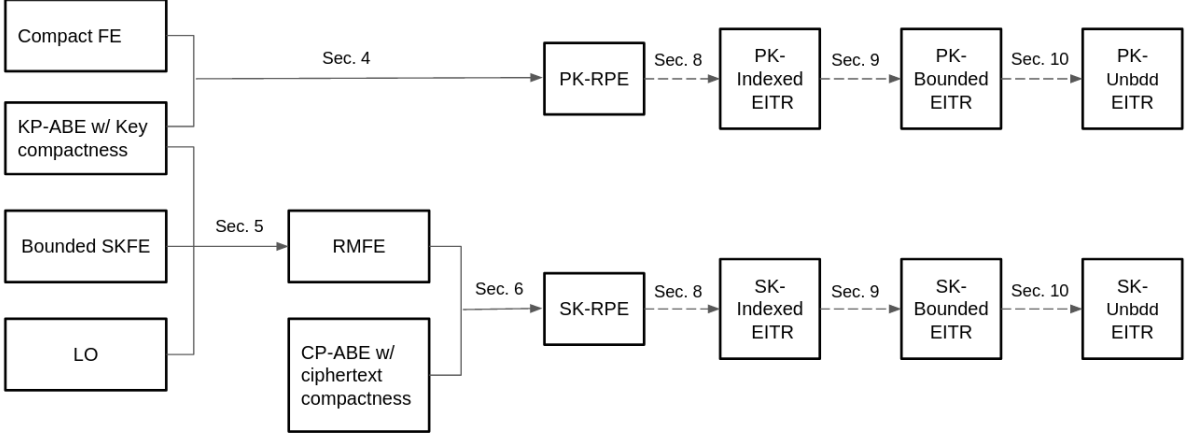 Compact FE
Sec. 4
PK-RPE
Sec. 8
PK-
Indexed
EITR
Sec. 9
PK-
Bounded
EITR
Sec. 10
PK-
Unbdd
EITR
KP-ABE w/ Key
compactness
Bounded SKFE
Sec. 5
RMFE
LO
CP-ABE w/
ciphertext
compactness
Sec. 6
SK-RPE
Sec. 8
SK-
Indexed
EITR
Sec. 9
SK-
Bounded
EITR
Sec. 10
SK-
Unbdd
EITR